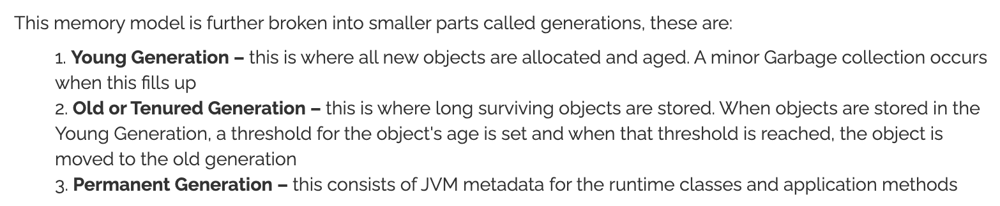 This memory model is further broken into smaller parts called generations, these are:
1. Young Generation – this is where all new objects are allocated and aged. A minor Garbage collection occurs
when this fills up
2. Old or Tenured Generation – this is where long surviving objects are stored. When objects are stored in the
Young Generation, a threshold for the object's age is set and when that threshold is reached, the object is
moved to the old generation
3. Permanent Generation – this consists of JVM metadata for the runtime classes and application methods